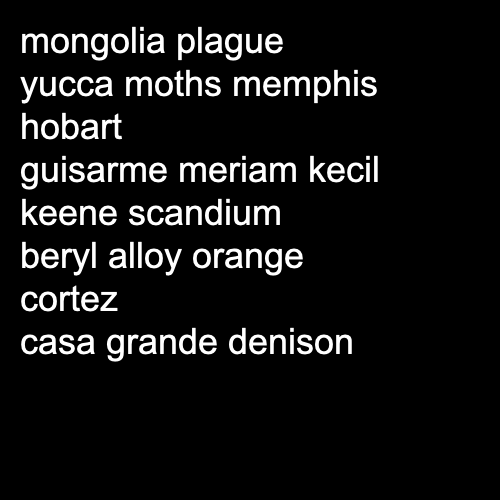 mongolia plague
yucca moths memphis
hobart
guisarme meriam kecil
keene scandium
beryl alloy orange
cortez
casa grande denison